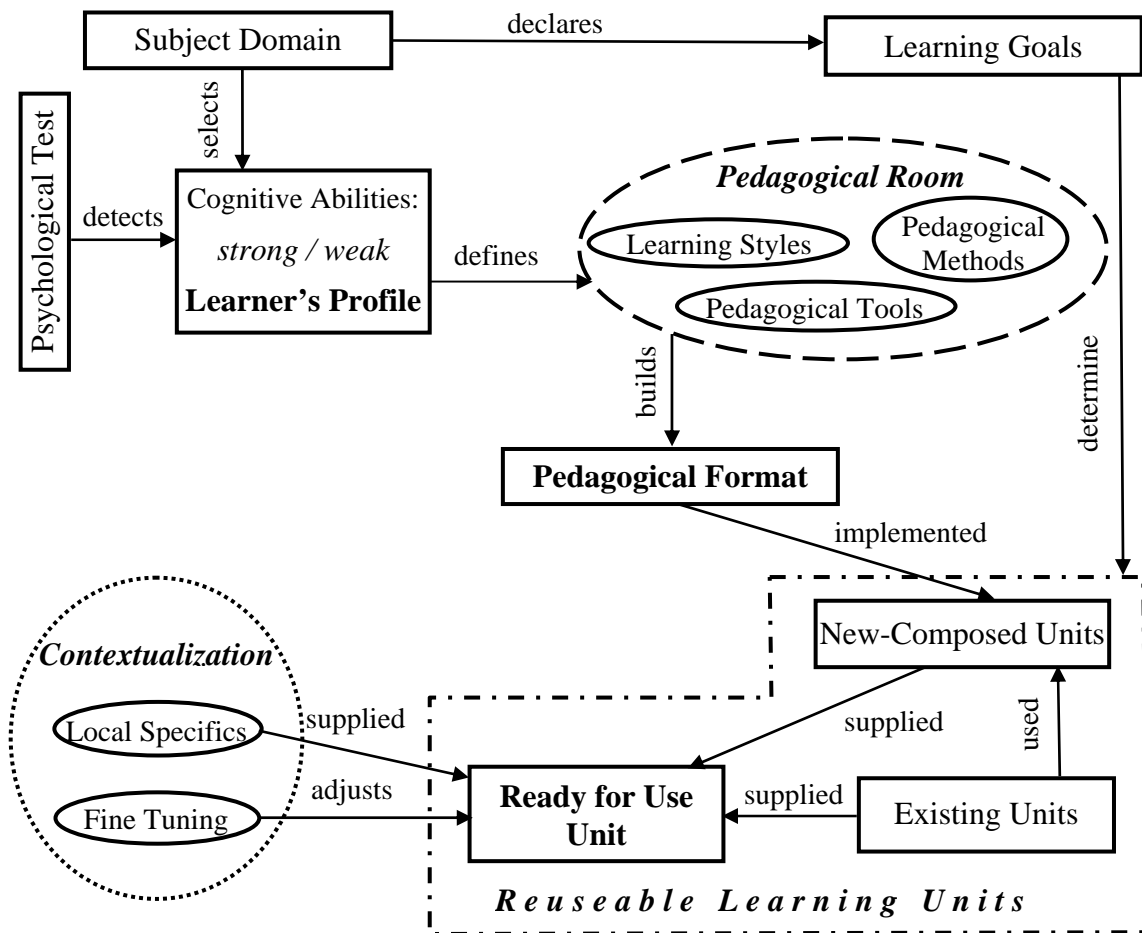 Subject Domain
declares
Learning Goals
selects
Psychological Test
detects
Cognitive Abilities:
strong / weak
Learner's Profile
defines
Pedagogical Room
Learning Styles
Pedagogical
Methods
Pedagogical Tools
builds
determine
Pedagogical Format
implemented
New-Composed Units
Contextualization
Local Specifics
supplied
supplied
used
Fine Tuning
adjusts
Ready for Use
Unit
supplied
Existing Units
Reuseable Learning Units